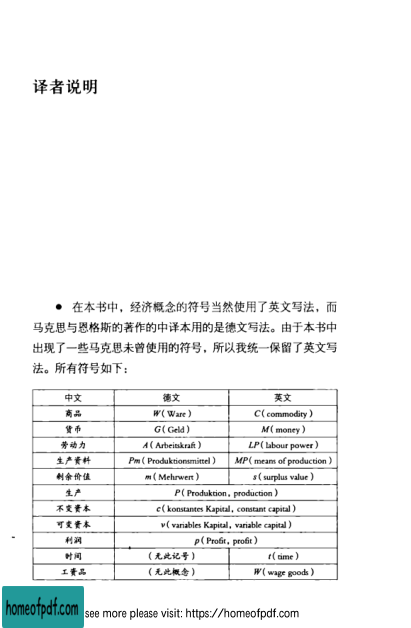 译者说明
● 在本书中，经济概念的符号当然使用了英文写法，而
马克思与恩格斯的著作的中译本用的是德文写法。由于本书中
出现了一些马克思未曾使用的符号，所以我统一保留了英文写
法。所有符号如下：
中文 德文 英文
商品 W（Ware） C（commodity）
货币 G（Geld） M（money）
劳动力 A（Arbeitskraft） LP（labour power）
生产资料 Pm（Produktionsmittel） MP（means of production）
剩余价值 m（Mehrwert） s（surplus value）
生产 P（Produktion，production）
不变资本 c（konstantes Kapital，constant capital）
可变资本 v（variables Kapital，variable capital）
利润 p（Profit，profit）
时间 （无此记号） t（time）
工资品 （无此概念） W（wage goods）
homeofpdf.com
see more please visit: https://homeofpdf.com